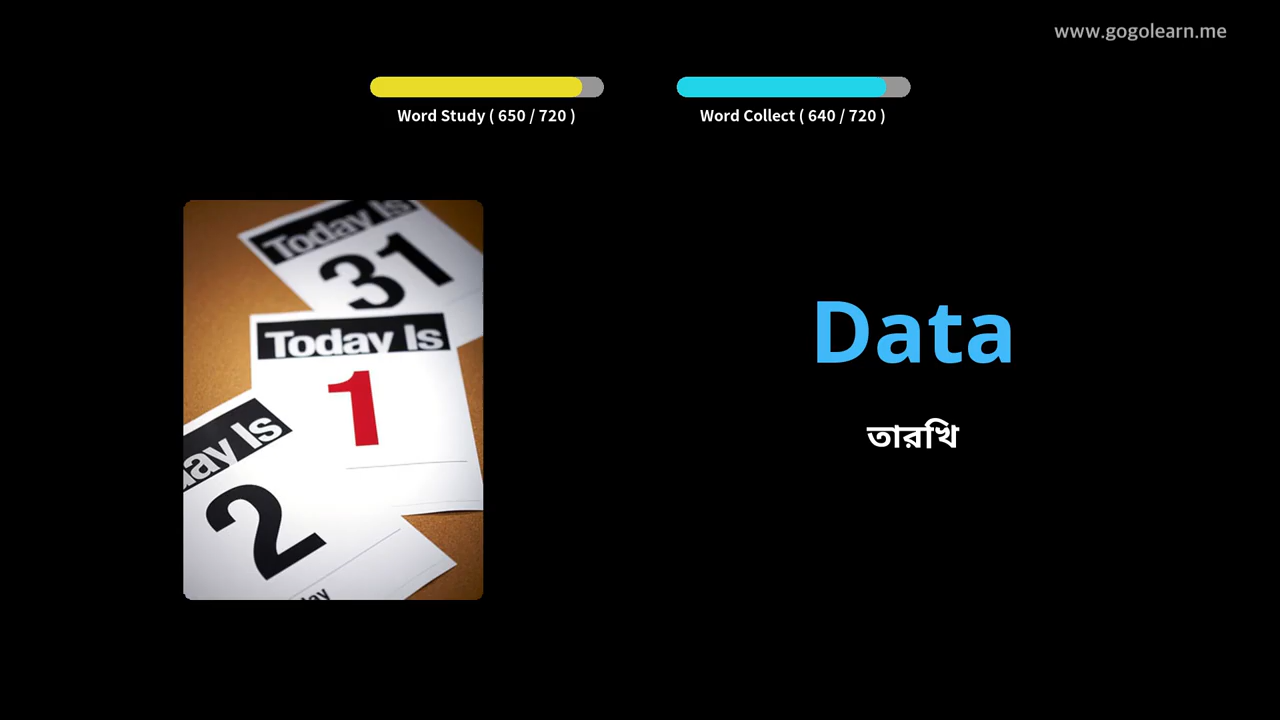 www.gogolearn.me
Word Study ( 650 / 720 )
Word Collect ( 640 / 720 )
Today Is
31
Today Is
1
ay Is
2
day
Data
তারখি